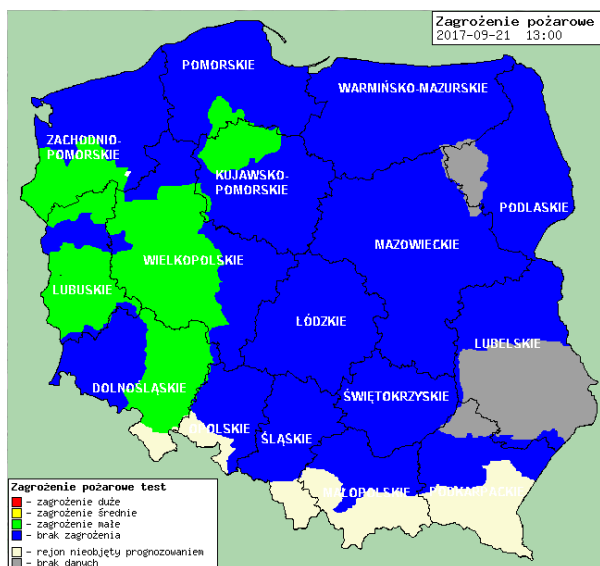 Zagrożenie pożarowe
2017-09-21 13:00
POMORSKIE
WARMIŃSKO-MAZURSKIE
ZACHODNIO-
POMORSKIE
KUJAWSKO-
POMORSKIE
PODLASKIE
MAZOWIECKIE
WIELKOPOLSKIE
LUBUSKIE
ŁÓDZKIE
LUBELSKIE
DOLNOŚLĄSKIE
ŚWIĘTOKRZYSKIE
OPOLSKIE
ŚLĄSKIE
MAŁOPOLSKIE
PODKARPACKIE
Zagrożenie pożarowe test
- zagrożenie duże
- zagrożenie średnie
- zagrożenie małe
- brak zagrożenia
- rejon nieobjęty prognozowaniem
- brak danych